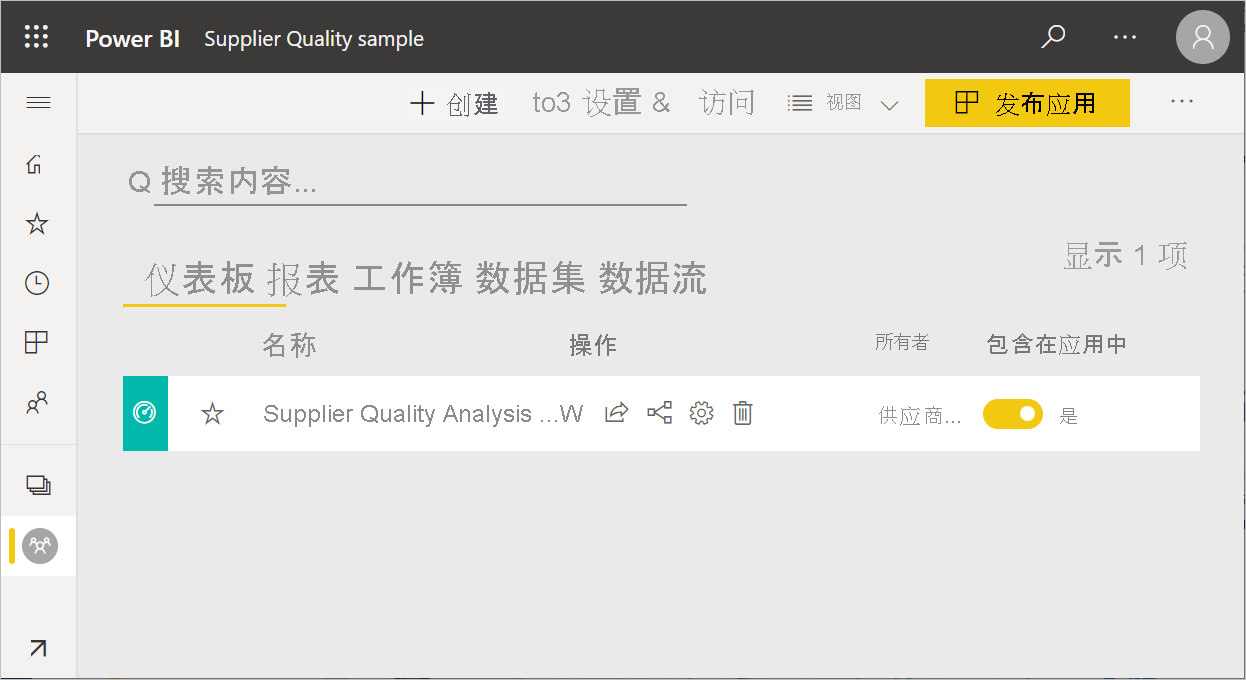 Power BI Supplier Quality sample
创建 to3 设置 & 访问 视图 发布应用 ...
Q 搜索内容...
显示 1 项
仪表板 报表 工作簿 数据集 数据流
名称 操作 所有者 包含在应用中
Supplier Quality Analysis ...W 供应商... 是